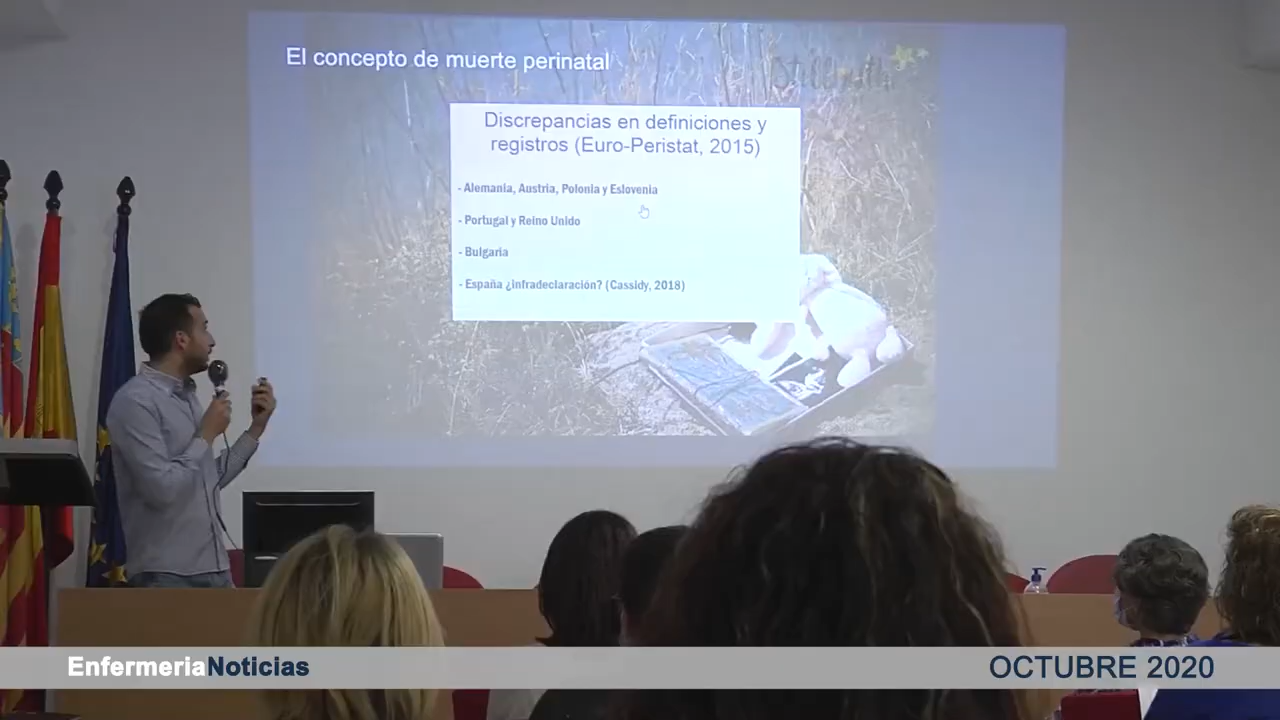 El concepto de muerte perinatal
Stillbirth
Discrepancias en definiciones y
registros (Euro-Peristat, 2015)
- Alemania, Austria, Polonia y Eslovenia
- Portugal y Reino Unido
- Bulgaria
- España ¿infradeclaración? (Cassidy, 2018)
EnfermeriaNoticias
OCTUBRE 2020